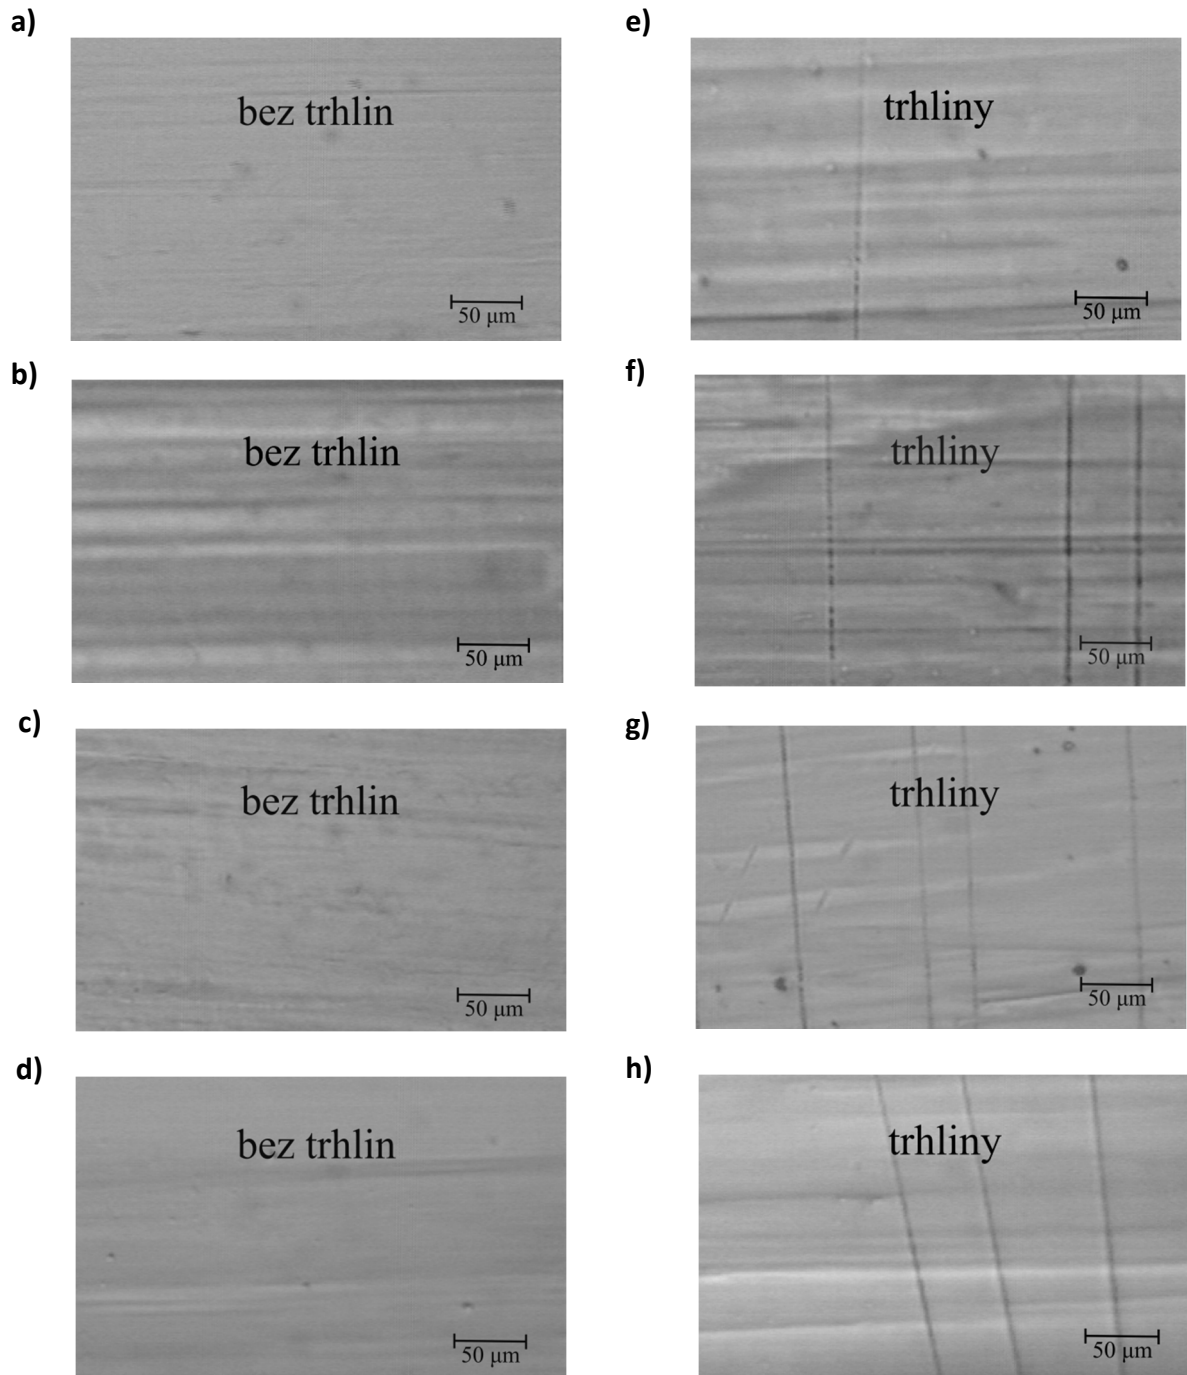 a)
bez trhlin
50 μm
e)
trhliny
50 μm
b)
bez trhlin
50 μm
f)
trhliny
50 μm
c)
bez trhlin
50 μm
g)
trhliny
50 μm
d)
bez trhlin
50 μm
h)
trhliny
50 μm